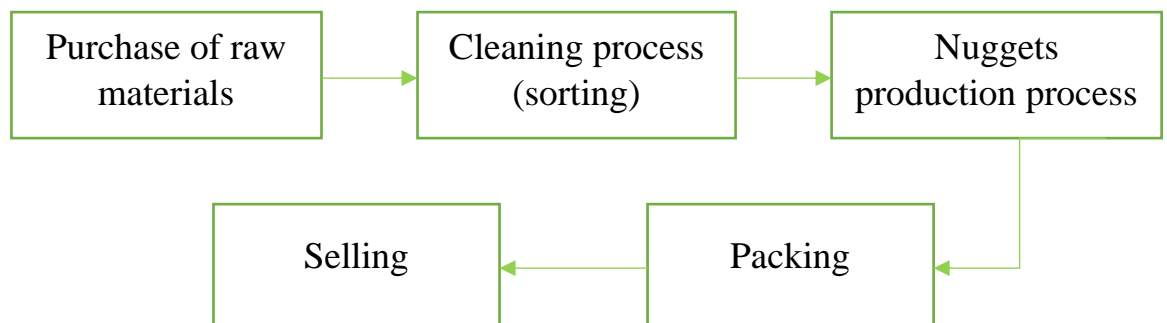 Purchase of raw
materials
Cleaning process
(sorting)
Nuggets
production process
Packing
Selling